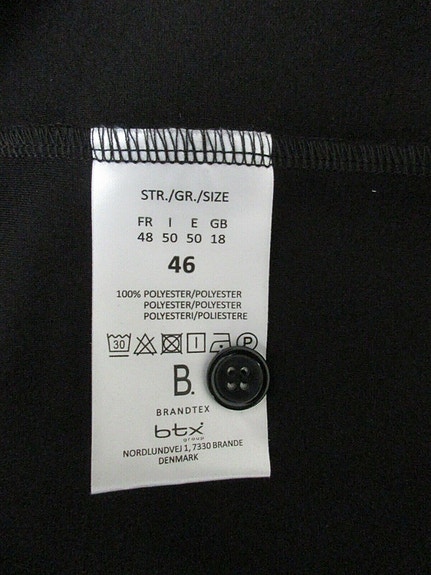 STR./GR./SIZE
FR I E GB
48 50 50 18
46
100% POLYESTER/POLYESTER
POLYESTER/POLYESTER
POLYESTERI/POLIESTERE
30 P
B.
BRANDTEX
btx
group
NORDLUNDVEJ 1, 7330 BRANDE
DENMARK